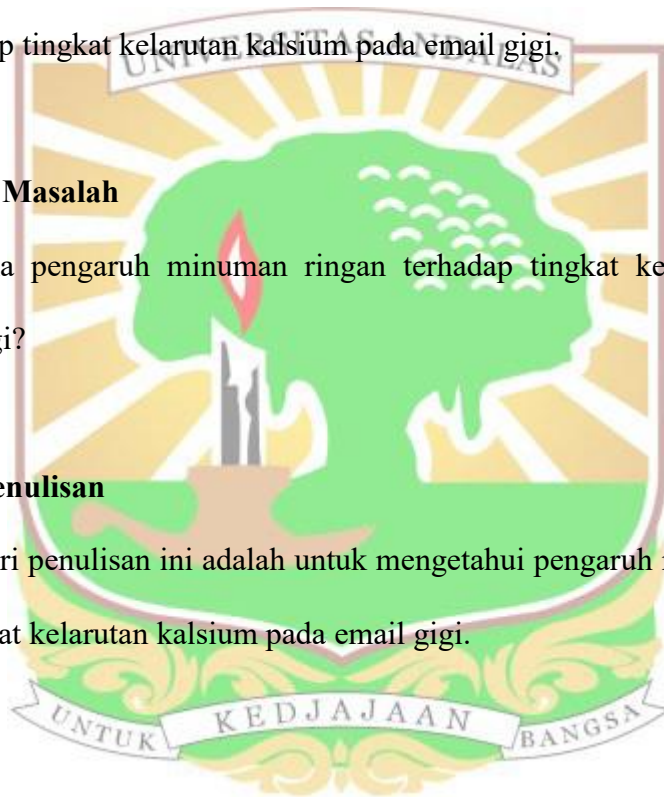 p tingkat kelarutan kalsium pada email gigi.
UNIVERSITAS ANDALAS
Masalah
a pengaruh minuman ringan terhadap tingkat ke
gi?
enulisan
ri penulisan ini adalah untuk mengetahui pengaruh
at kelarutan kalsium pada email gigi.
UNTUK KEDJAJAAN BANGSA